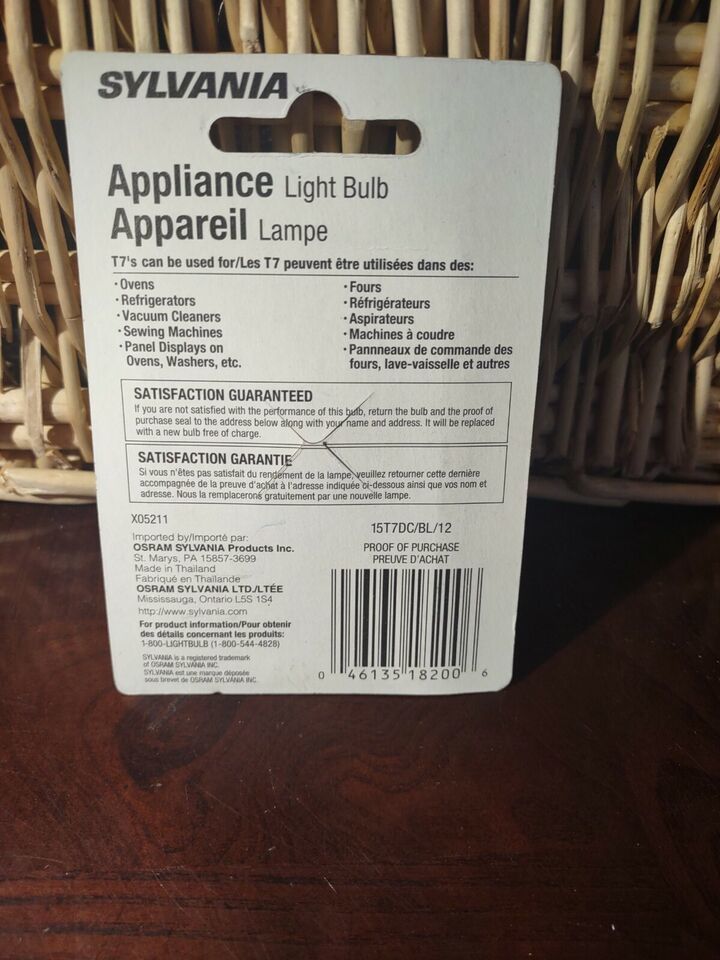 SYLVANIA
Appliance Light Bulb
Appareil Lampe
T7's can be used for/Les T7 peuvent être utilisées dans des:
· Ovens
· Refrigerators
· Vacuum Cleaners
· Sewing Machines
· Panel Displays on
Ovens, Washers, etc.
· Fours
· Réfrigérateurs
· Aspirateurs
· Machines à coudre
· Pannneaux de commande des
fours, lave-vaisselle et autres
SATISFACTION GUARANTEED
If you are not satisfied with the performance of this bulb, return the bulb and the proof of
purchase seal to the address below along with your name and address. It will be replaced
with a new bulb free of charge.
SATISFACTION GARANTIE
Si vous n'êtes pas satisfait du rendement de la lampe, veuillez retourner cette dernière
accompagnée de la preuve d'achat à l'adresse indiquée ci-dessous ainsi que vos nom et
adresse. Nous la remplacerons gratuitement par une nouvelle lampe.
X05211
Imported by/Importé par:
OSRAM SYLVANIA Products Inc.
St. Marys, PA 15857-3699
Made in Thailand
Fabriqué en Thaïlande
OSRAM SYLVANIA LTD./LTÉE
Mississauga, Ontario L5S 1S4
http://www.sylvania.com
For product information/Pour obtenir
des détails concernant les produits:
1-800-LIGHTBULB (1-800-544-4828)
SYLVANIA is a registered trademark
of OSRAM SYLVANIA INC.
SYLVANIA est une marque déposée
sous brevet de OSRAM SYLVANIA INC.
15T7DC/BL/12
PROOF OF PURCHASE
PREUVE D'ACHAT
0 46135 18200 6